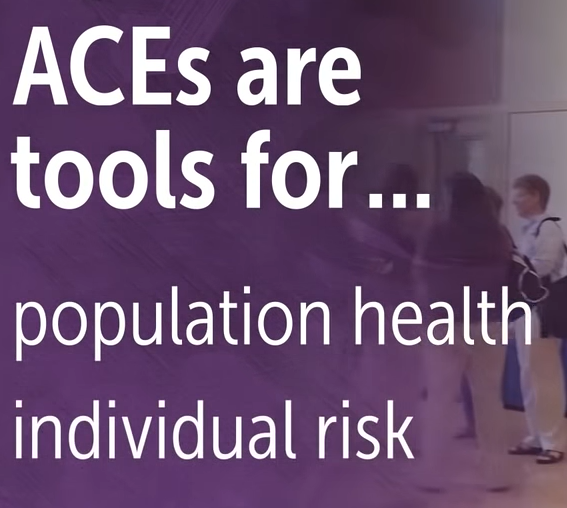 ACEs are
tools for...
population health
individual risk